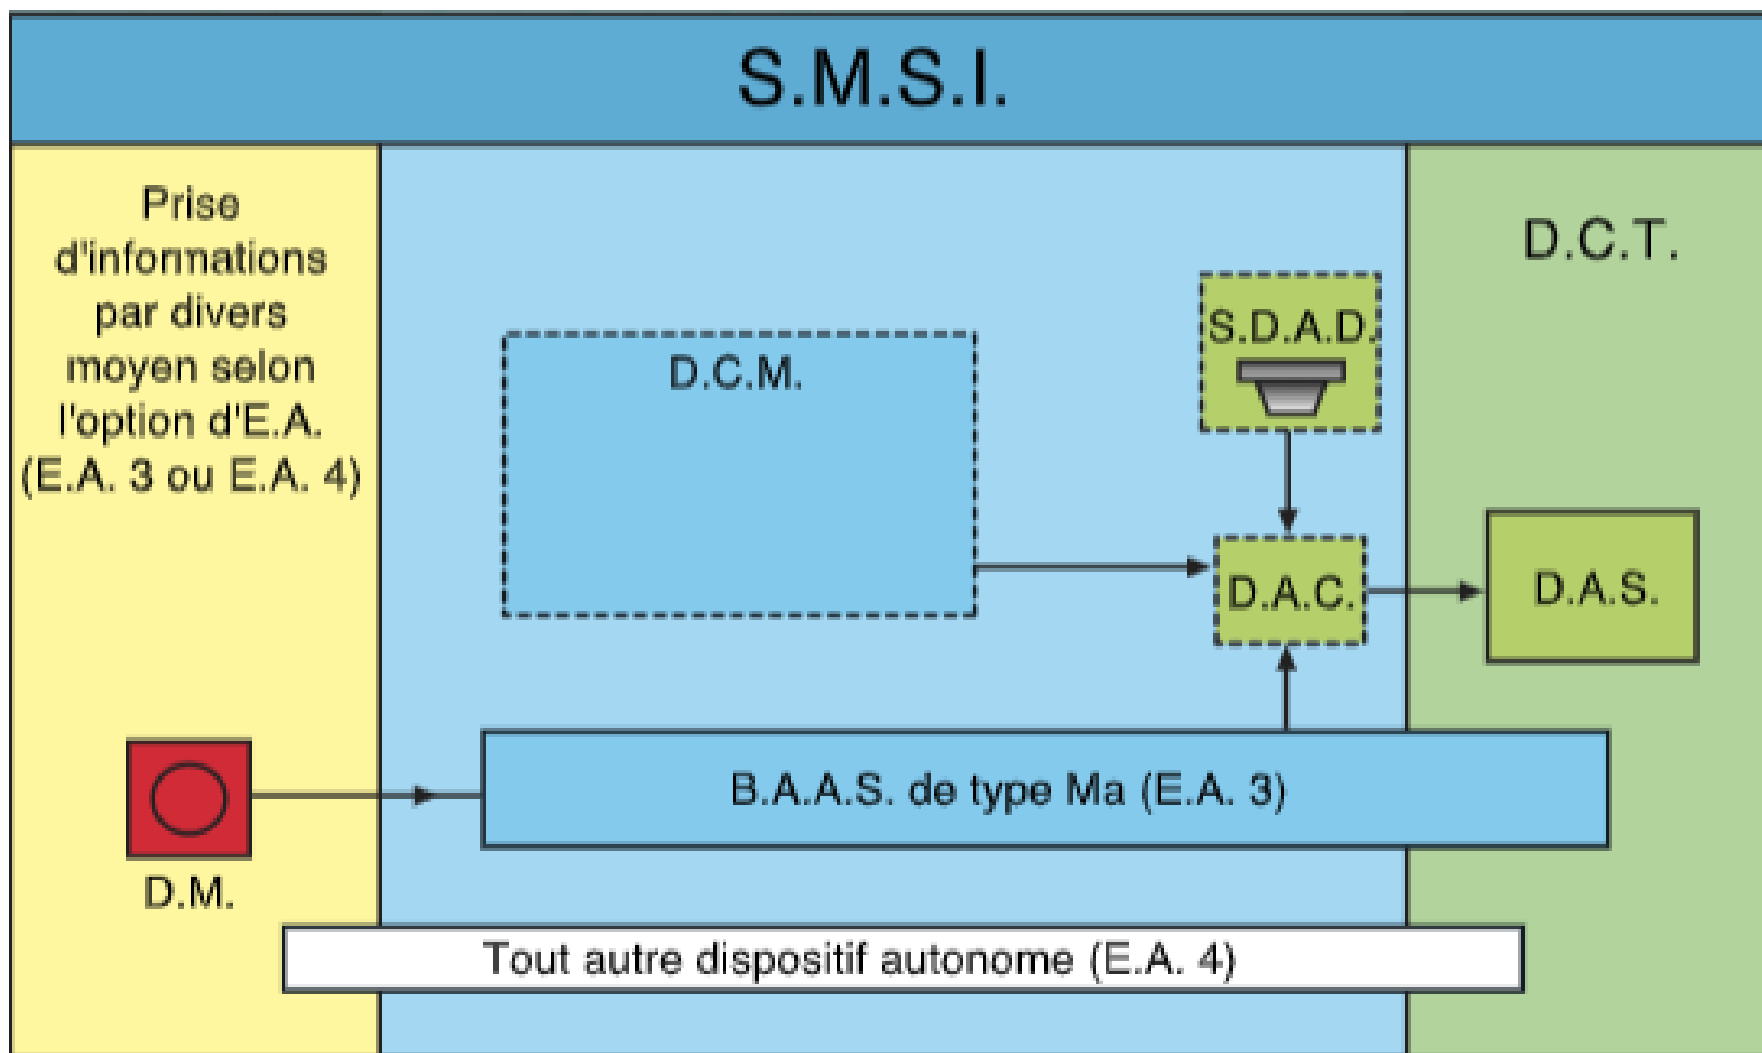 S.M.S.I.
Prise
d'informations
par divers
moyen selon
l'option d'E.A.
(E.A. 3 ou E.A. 4)
D.C.T.
S.D.A.D.
D.C.M.
D.A.C.
D.A.S.
B.A.A.S. de type Ma (E.A. 3)
D.M.
Tout autre dispositif autonome (E.A. 4)